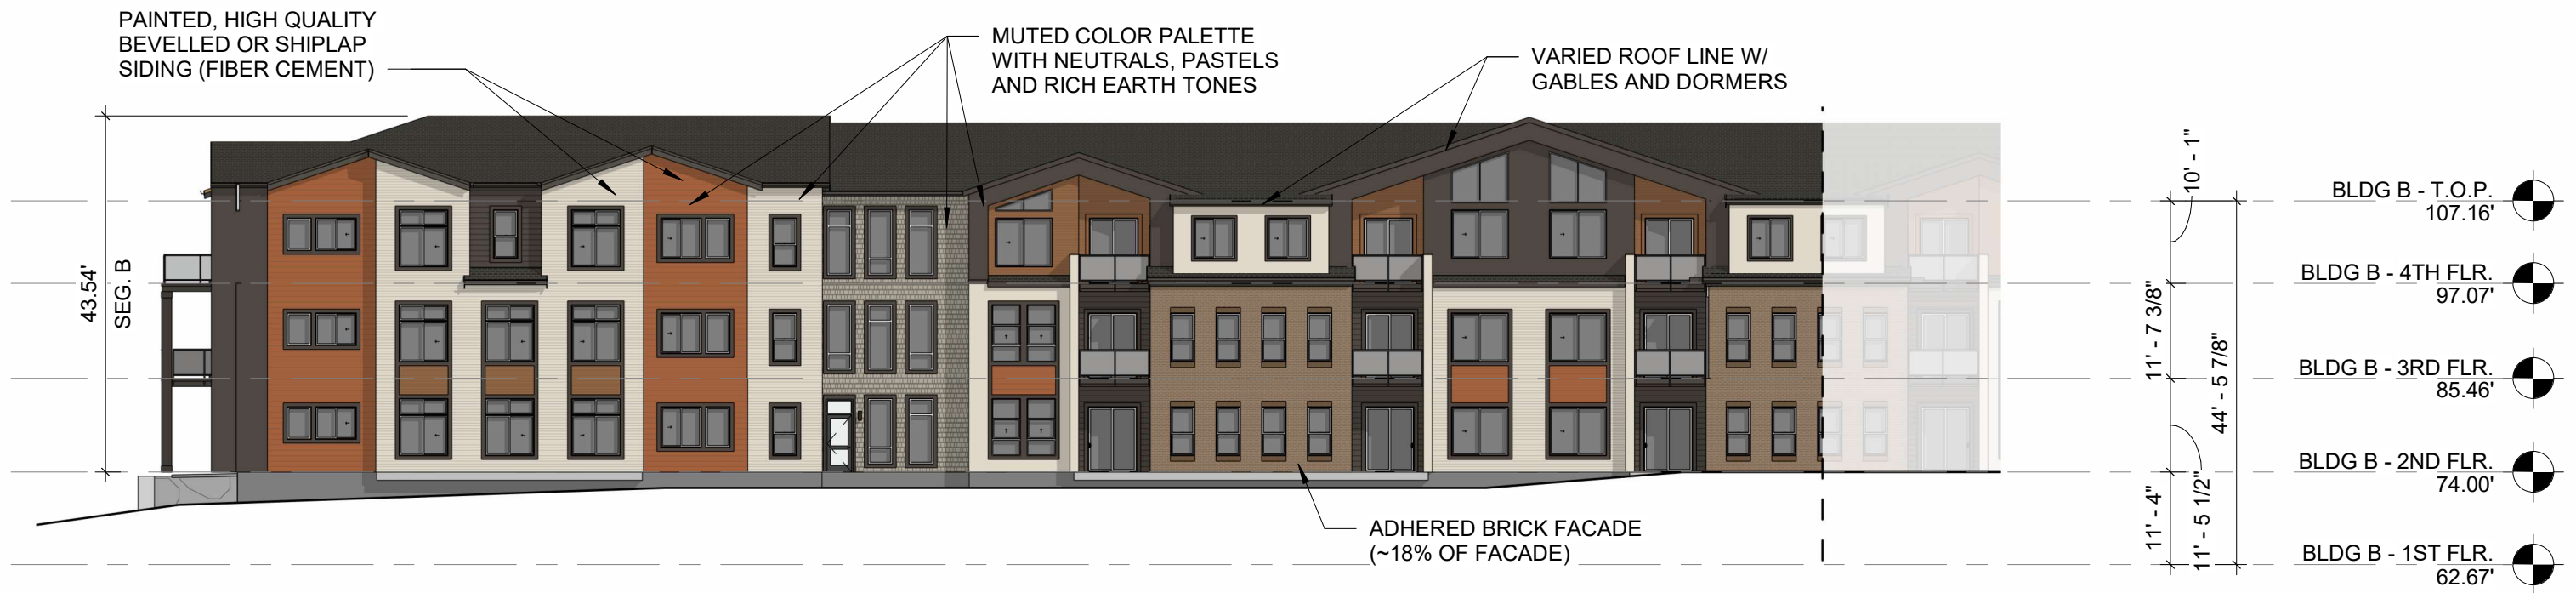 PAINTED, HIGH QUALITY
BEVELLED OR SHIPLAP
SIDING (FIBER CEMENT)
MUTED COLOR PALETTE
WITH NEUTRALS, PASTELS
AND RICH EARTH TONES
VARIED ROOF LINE W/
GABLES AND DORMERS
43.54'
SEG. B
10' - 1"
11' - 7 3/8"
44' - 5 7/8"
11' - 4"
11' - 5 1/2"
BLDG B - T.O.P.
107.16'
BLDG B - 4TH FLR.
97.07'
BLDG B - 3RD FLR.
85.46'
BLDG B - 2ND FLR.
74.00'
BLDG B - 1ST FLR.
62.67'
ADHERED BRICK FACADE
(~18% OF FACADE)